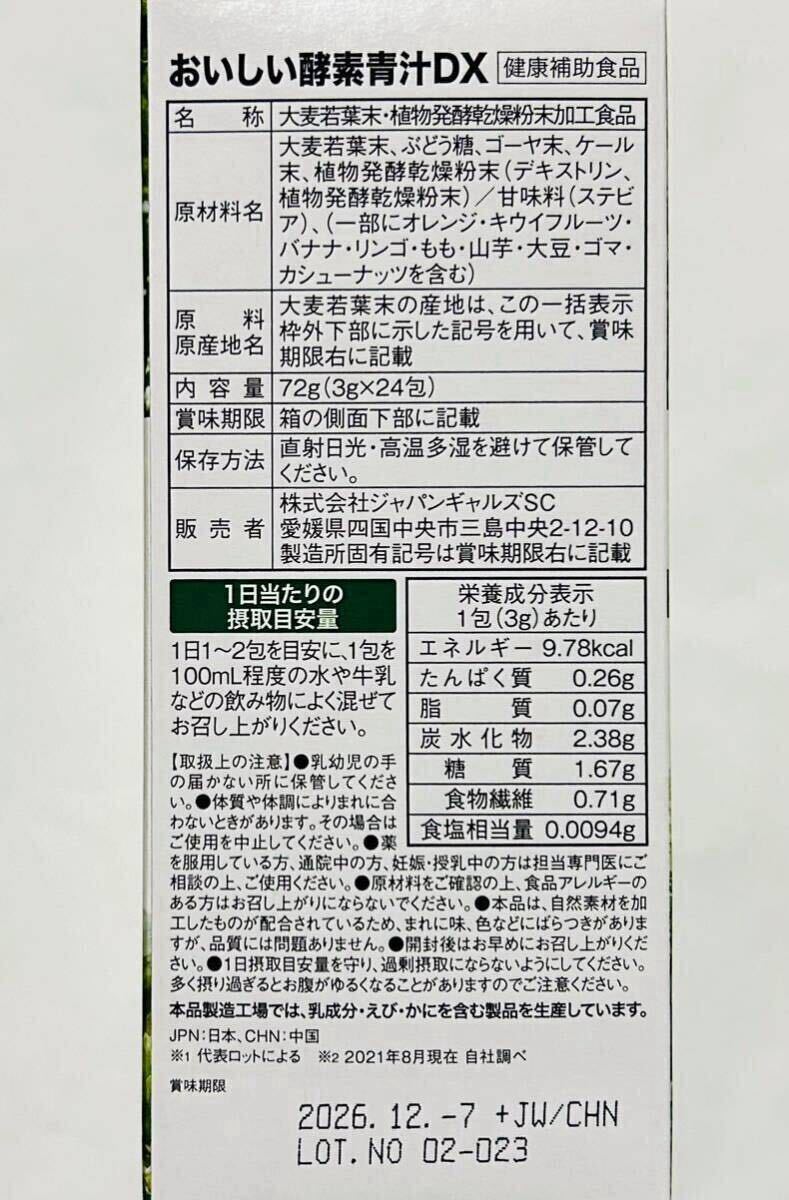 おいしい酵素青汁DX 健康補助食品
名称 大麦若葉末・植物発酵乾燥粉末加工食品
原材料名 大麦若葉末、ぶどう糖、ゴーヤ末、ケール
末、植物発酵乾燥粉末(デキストリン、
植物発酵乾燥粉末)/甘味料(ステビ
ア)、(一部にオレンジ・キウイフルーツ・
バナナ・リンゴ・もも・山芋・大豆・ゴマ・
カシューナッツを含む)
原料原産地名 大麦若葉末の産地は、この一括表示
枠外下部に示した記号を用いて、賞味
期限右に記載
内容量 72g(3g×24包)
賞味期限 箱の側面下部に記載
保存方法 直射日光・高温多湿を避けて保管して
ください。
販売者 株式会社ジャパンギャルズSC
愛媛県四国中央市三島中央2-12-10
製造所固有記号は賞味期限右に記載
1日当たりの
摂取目安量
1日1~2包を目安に、1包を
100mL程度の水や牛乳
などの飲み物によく混ぜて
お召し上がりください。
栄養成分表示
1包(3g)あたり
エネルギー 9.78kcal
たんぱく質 0.26g
脂質 0.07g
炭水化物 2.38g
糖質 1.67g
食物繊維 0.71g
食塩相当量 0.0094g
【取扱上の注意】●乳幼児の手
の届かない所に保管してくださ
い。●体質や体調によりまれに合
わないときがあります。その場合は
ご使用を中止してください。●薬
を服用している方、通院中の方、妊娠・授乳中の方は担当専門医にご
相談の上、ご使用ください。●原材料をご確認の上、食品アレルギーの
ある方はお召し上がりにならないでください。●本品は、自然素材を加
工したものが配合されているため、まれに味、色などにばらつきがありま
すが、品質には問題ありません。●開封後はお早めにお召し上がりくだ
さい。●1日摂取目安量を守り、過剰摂取にならないようにしてください。
多く摂り過ぎるとお腹がゆるくなることがありますのでご注意ください。
本品製造工場では、乳成分・えび・かにを含む製品を生産しています。
JPN:日本、CHN:中国
※1 代表ロットによる ※2 2021年8月現在 自社調べ
賞味期限
2026. 12. -7 +JW/CHN
LOT. NO 02-023